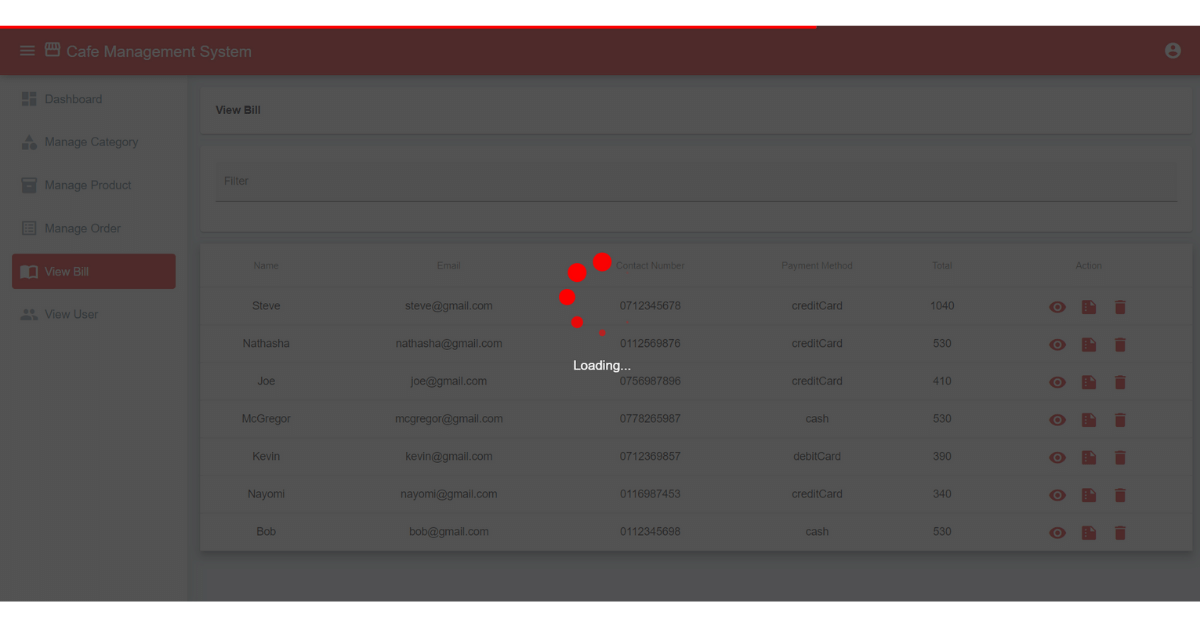 Cafe Management System
Dashboard
Manage Category
Manage Product
Manage Order
View Bill
View User
View Bill
Filter
Name Email Contact Number Payment Method Total Action
Steve steve@gmail.com 0712345678 creditCard 1040
Nathasha nathasha@gmail.com 0112569876 creditCard 530
Joe joe@gmail.com 0756987896 creditCard 410
McGregor mcgregor@gmail.com 0778265987 cash 530
Kevin kevin@gmail.com 0712369857 debitCard 390
Nayomi nayomi@gmail.com 0116987453 creditCard 340
Bob bob@gmail.com 0112345698 cash 530
Loading...